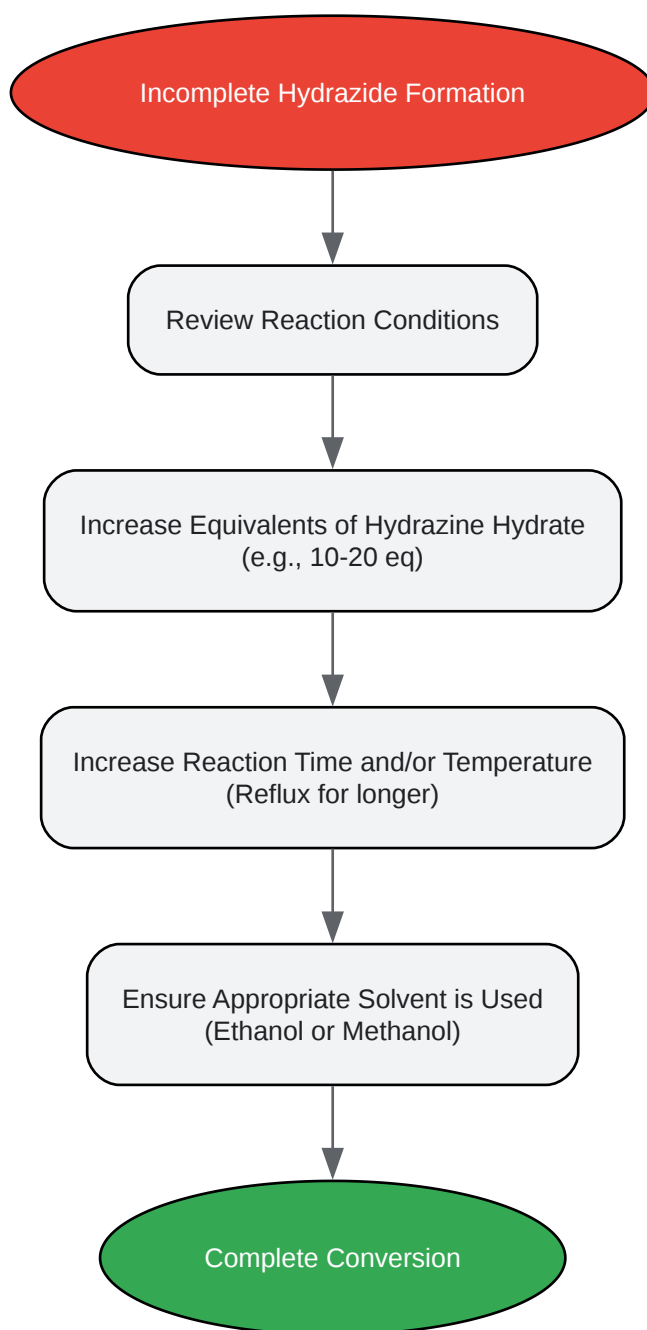 Incomplete Hydrazide Formation
Review Reaction Conditions
Increase Equivalents of Hydrazine Hydrate
(e.g., 10-20 eq)
Increase Reaction Time and/or Temperature
(Reflux for longer)
Ensure Appropriate Solvent is Used
(Ethanol or Methanol)
Complete Conversion